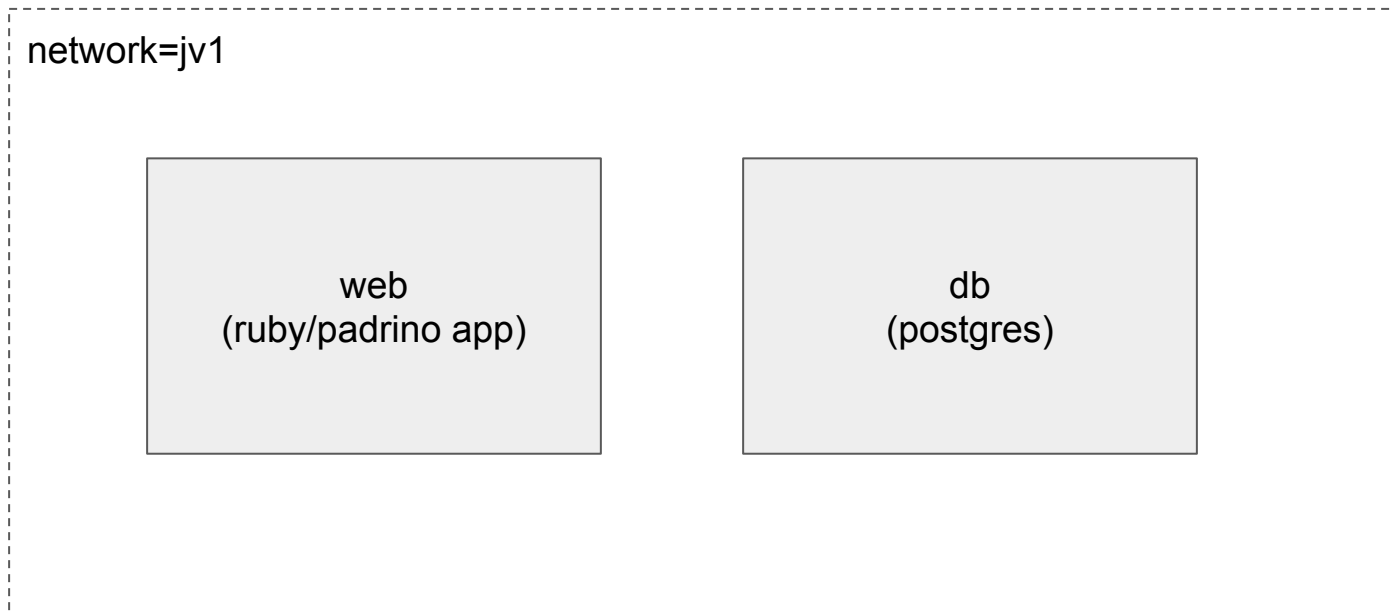 network=jv1
web
(ruby/padrino app)
db
(postgres)